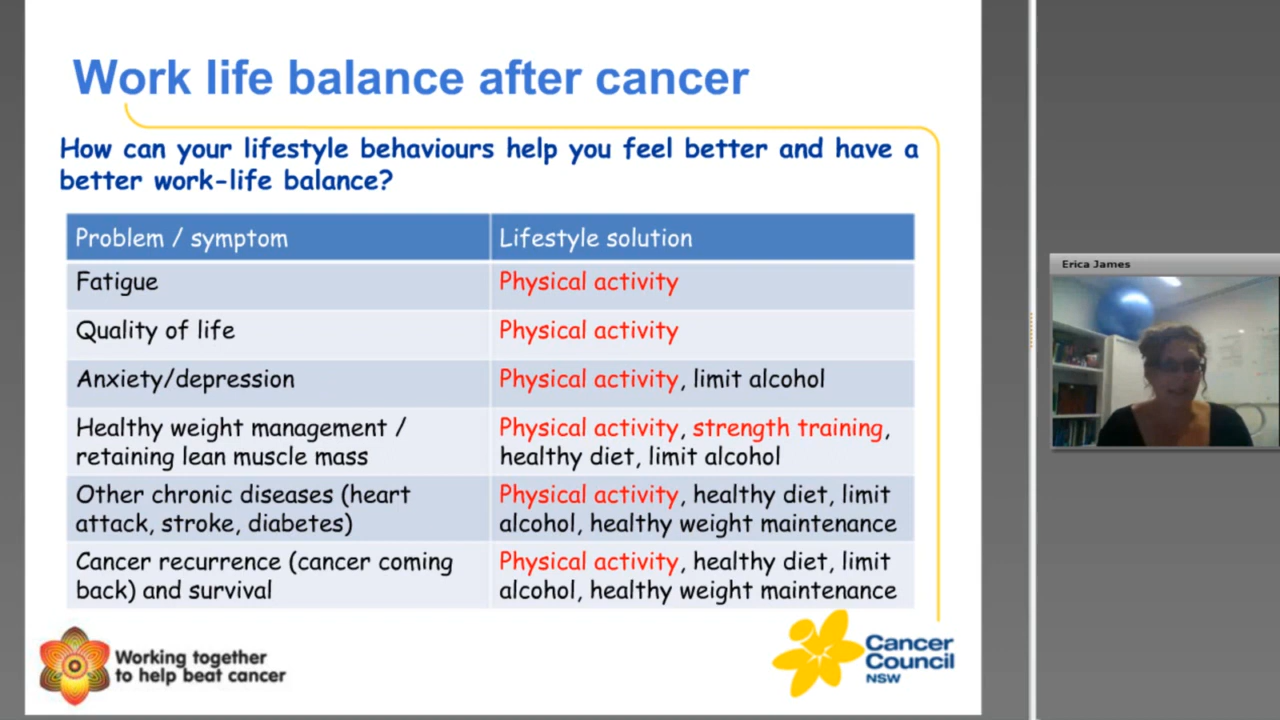 Work life balance after cancer
How can your lifestyle behaviours help you feel better and have a
better work-life balance?
Problem / symptom
Lifestyle solution
Fatigue
Physical activity
Quality of life
Physical activity
Anxiety/depression
Physical activity, limit alcohol
Healthy weight management /
retaining lean muscle mass
Physical activity, strength training,
healthy diet, limit alcohol
Other chronic diseases (heart
attack, stroke, diabetes)
Physical activity, healthy diet, limit
alcohol, healthy weight maintenance
Cancer recurrence (cancer coming
back) and survival
Physical activity, healthy diet, limit
alcohol, healthy weight maintenance
Working together
to help beat cancer
Cancer
Council
NSW
Erica James